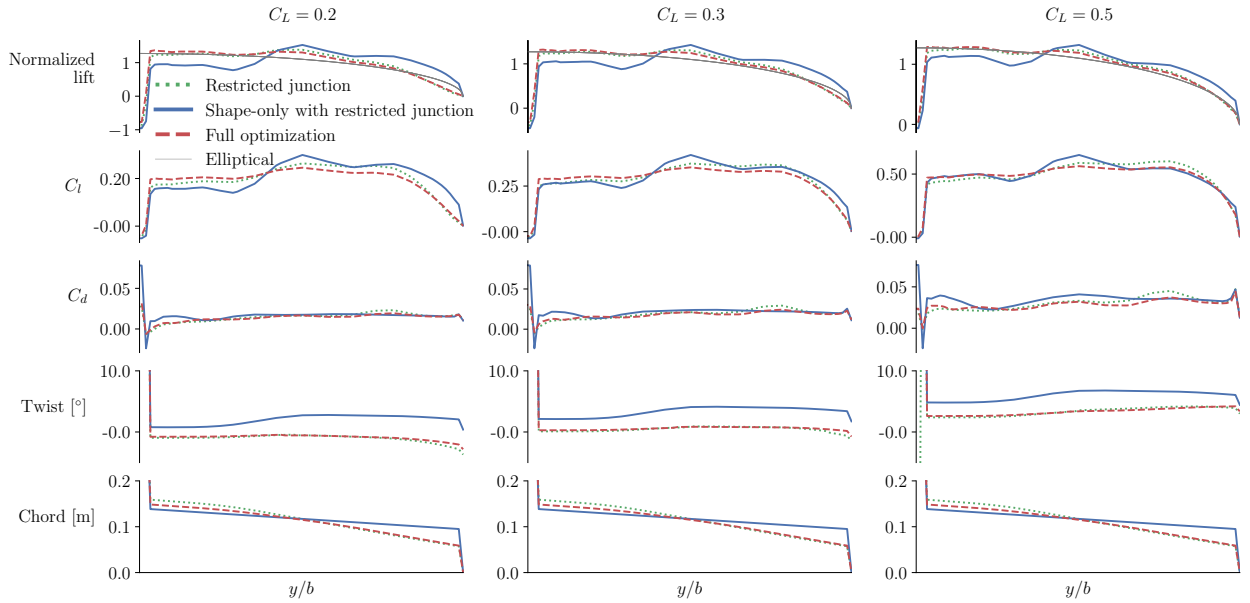 C_L = 0.2
C_L = 0.3
C_L = 0.5
Normalized
lift
1
0
−1
1
0
1
0
Restricted junction
Shape-only with restricted junction
Full optimization
Elliptical
C_l
0.20
-0.00
0.25
-0.00
0.50
-0.00
C_d
0.05
0.00
0.05
0.00
0.05
0.00
Twist [°]
10.0
-0.0
10.0
-0.0
10.0
-0.0
Chord [m]
0.2
0.1
0.0
0.2
0.1
0.0
0.2
0.1
0.0
y/b
y/b
y/b